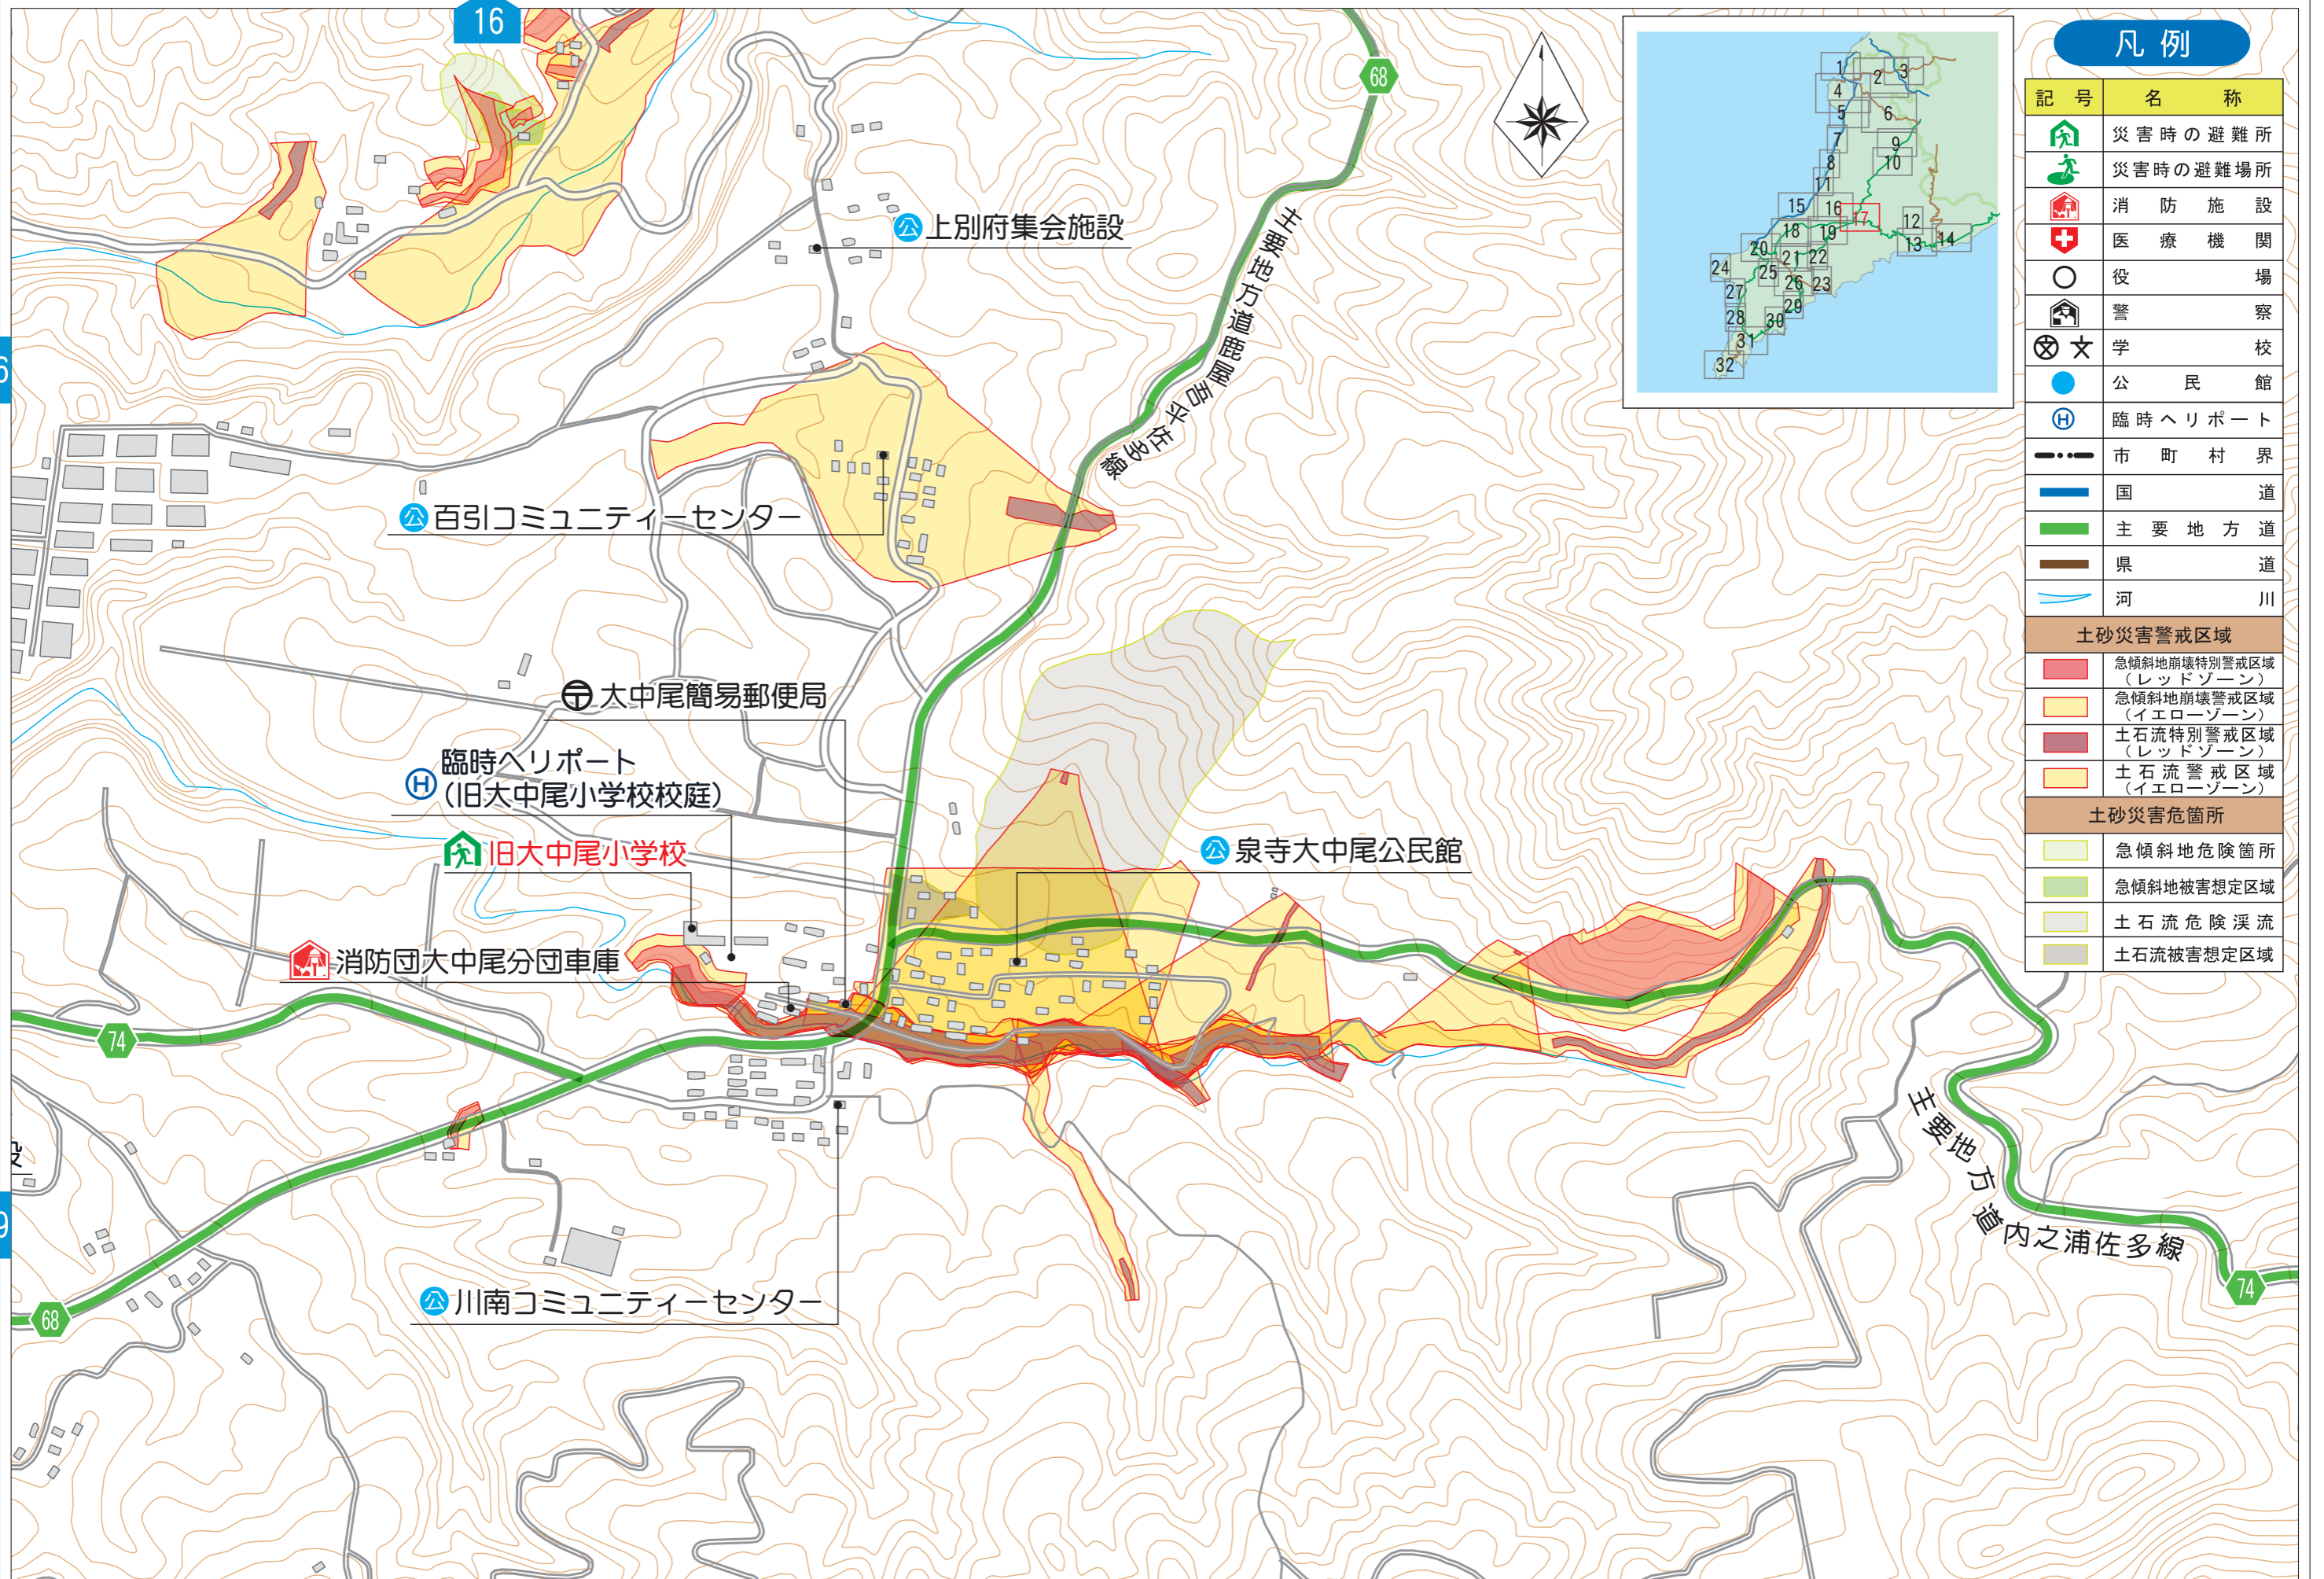 16
68
6
9
上別府集会施設
主要地方道鹿屋吾平佐多線
公 上別府集会施設
公 百引コミュニティーセンター
大中尾簡易郵便局
H 臨時ヘリポート
(旧大中尾小学校校庭)
旧大中尾小学校
公 泉寺大中尾公民館
消防団大中尾分団車庫
74
68
公 川南コミュニティーセンター
主要地方道内之浦佐多線
74
1
2
3
4
5
6
7
8
9
10
11
12
13
14
15
16
17
18
19
20
21
22
23
24
25
26
27
28
29
30
31
32
凡例
記号 名称
災害時の避難所
災害時の避難場所
消防施設
医療機関
役場
警察
文 文 学校
公民館
H 臨時ヘリポート
市町村界
国道
主要地方道
県道
河川
土砂災害警戒区域
急傾斜地崩壊特別警戒区域
(レッドゾーン)
急傾斜地崩壊警戒区域
(イエローゾーン)
土石流特別警戒区域
(レッドゾーン)
土石流警戒区域
(イエローゾーン)
土砂災害危箇所
急傾斜地危険箇所
急傾斜地被害想定区域
土石流危険渓流
土石流被害想定区域